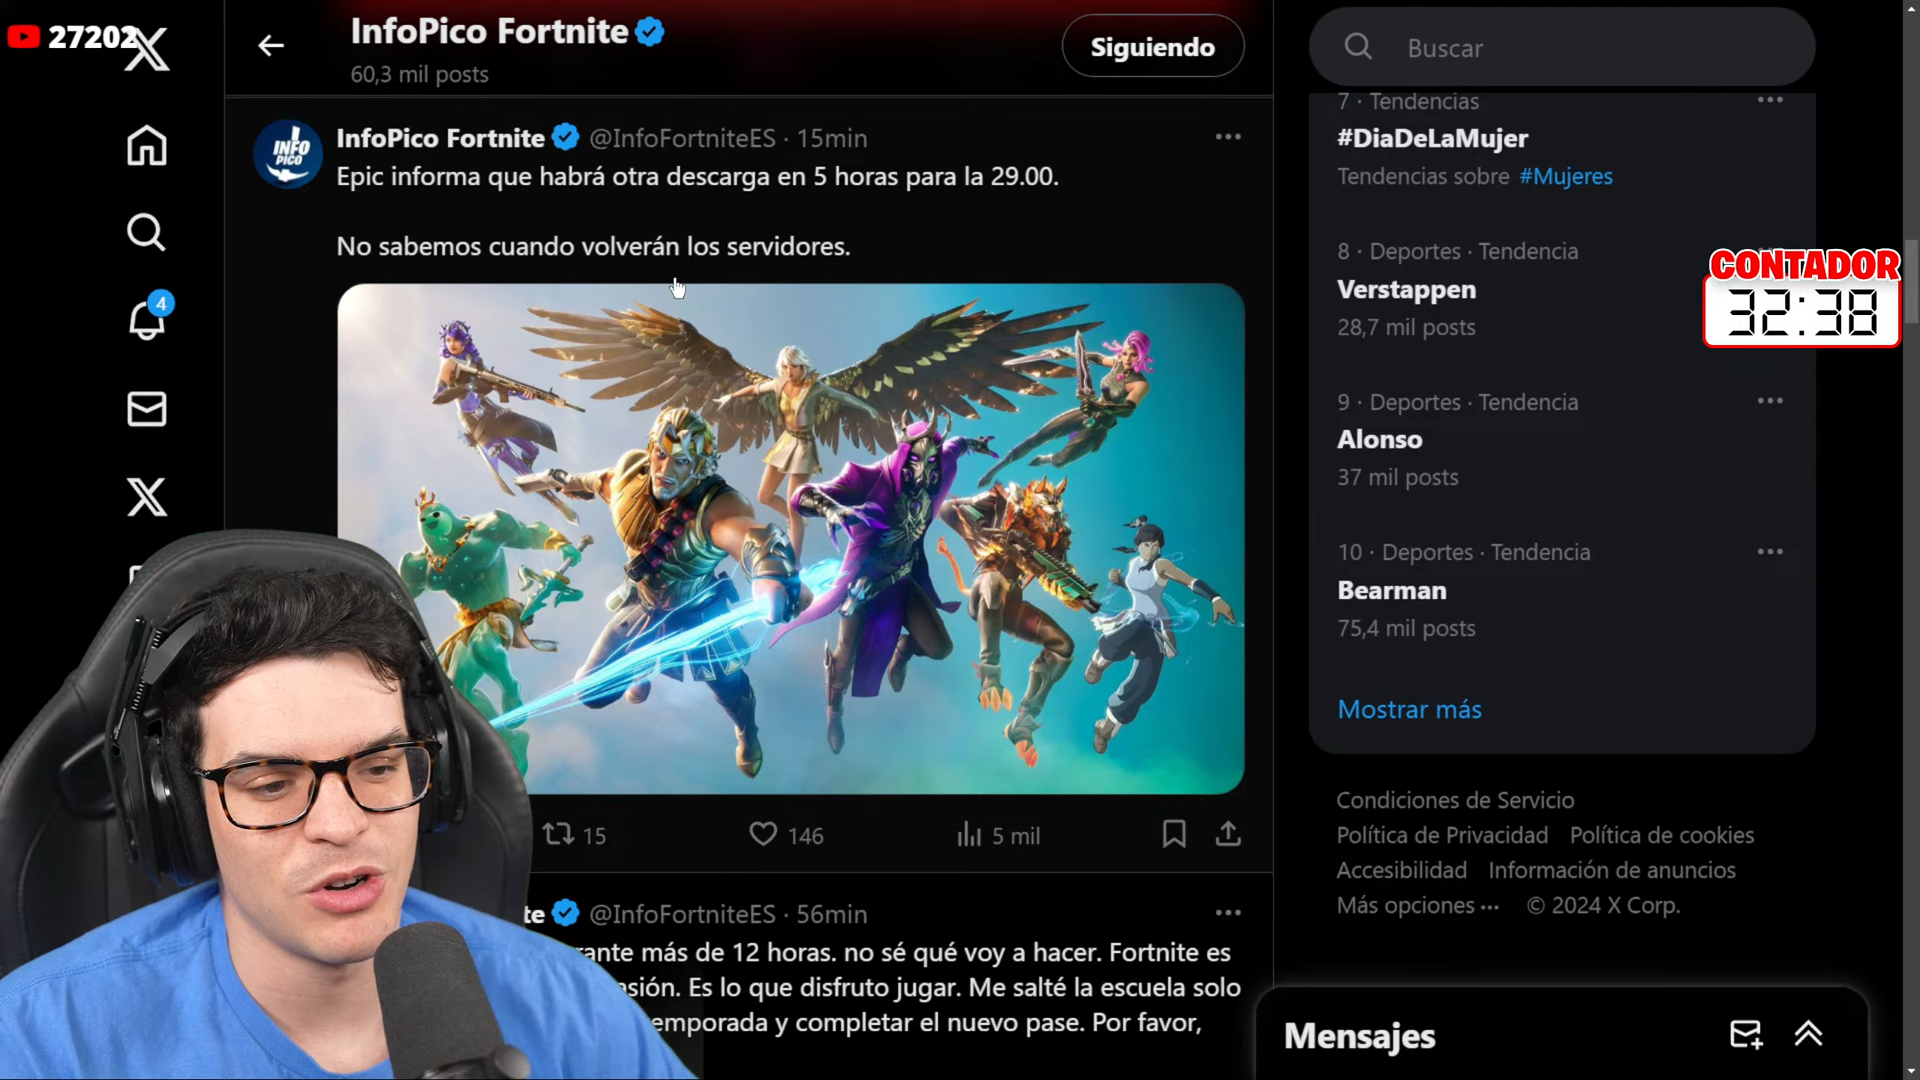 27202
InfoPico Fortnite
60,3 mil posts
Siguiendo
Buscar
InfoPico Fortnite @InfoFortniteES · 15min
Epic informa que habrá otra descarga en 5 horas para la 29.00.
No sabemos cuando volverán los servidores.
INFO
PICO
4
15
146
5 mil
te @InfoFortniteES · 56min
rante más de 12 horas. no sé qué voy a hacer. Fortnite es
asión. Es lo que disfruto jugar. Me salté la escuela solo
emporada y completar el nuevo pase. Por favor,
7 · Tendencias
#DiaDeLaMujer
Tendencias sobre #Mujeres
8 · Deportes · Tendencia
Verstappen
28,7 mil posts
CONTADOR
32:38
9 · Deportes · Tendencia
Alonso
37 mil posts
10 · Deportes · Tendencia
Bearman
75,4 mil posts
Mostrar más
Condiciones de Servicio
Política de Privacidad Política de cookies
Accesibilidad Información de anuncios
Más opciones ··· © 2024 X Corp.
Mensajes